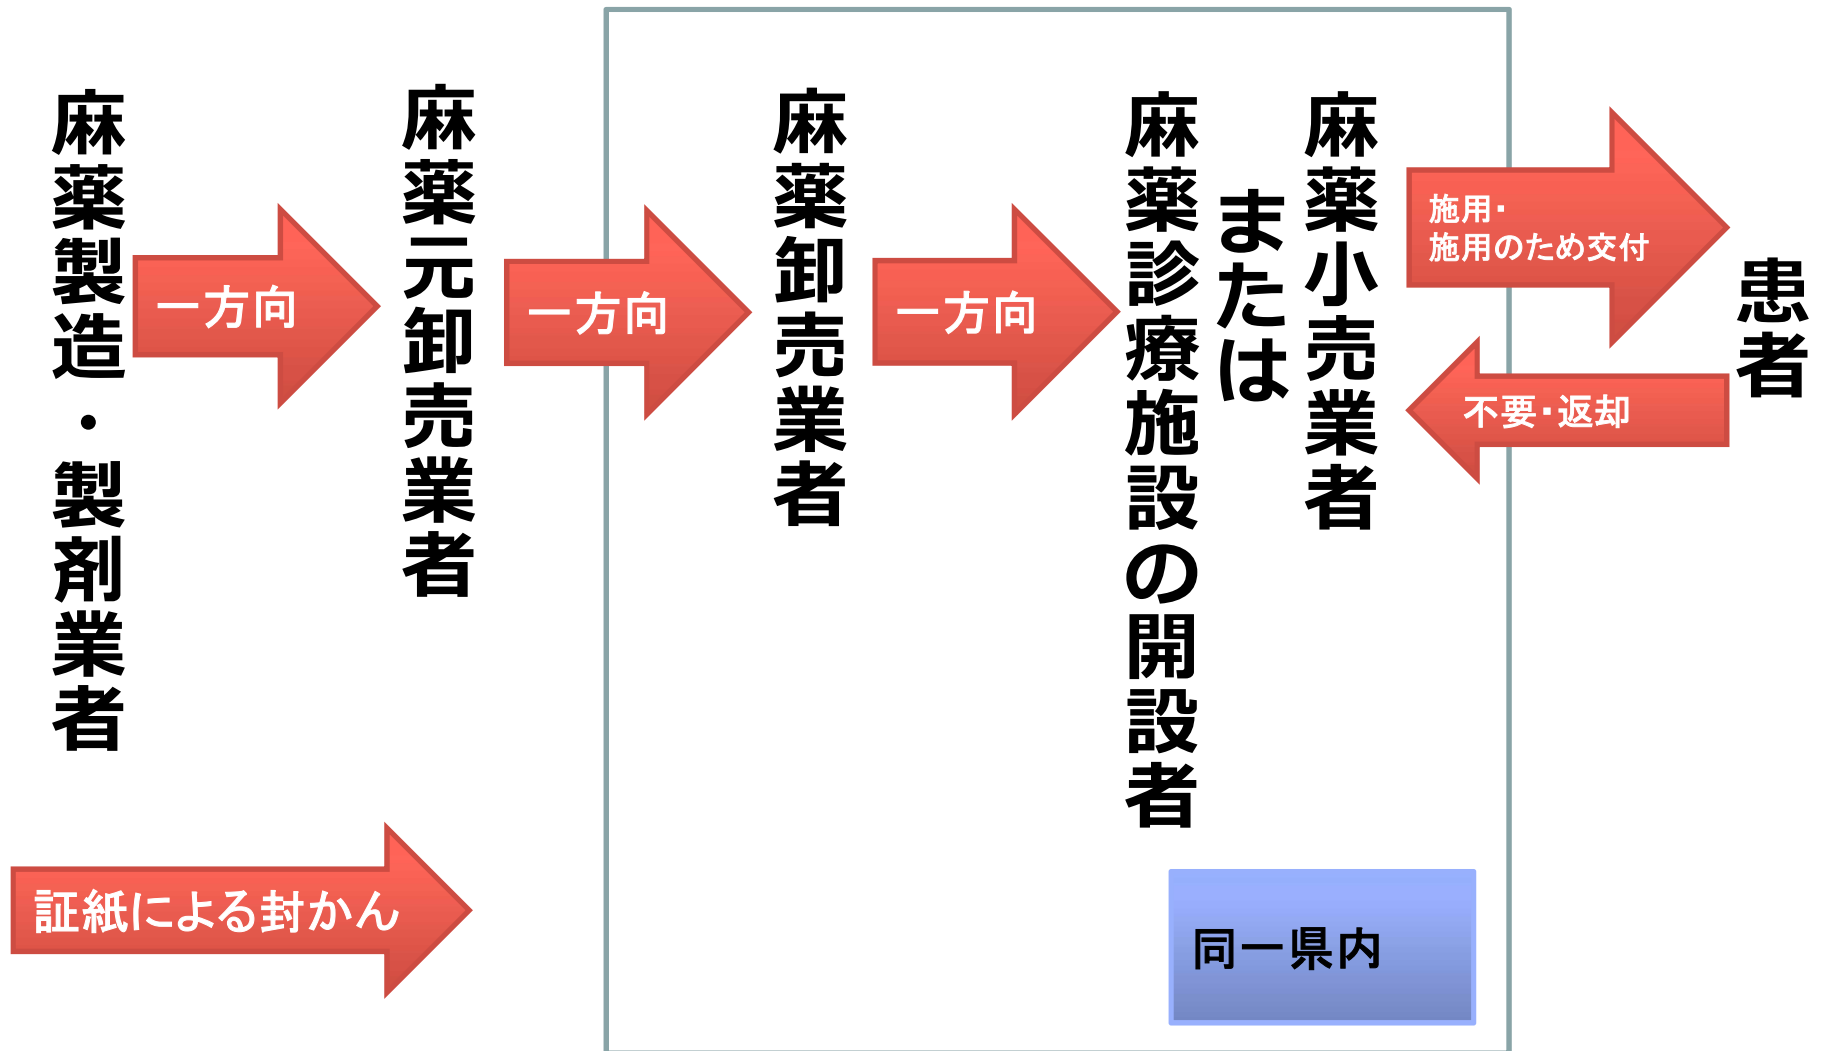 麻薬製造・製剤業者
一方向
麻薬元卸売業者
一方向
麻薬卸売業者
一方向
麻薬小売業者
または
麻薬診療施設の開設者
施用・
施用のため交付
不要・返却
患者
証紙による封かん
同一県内